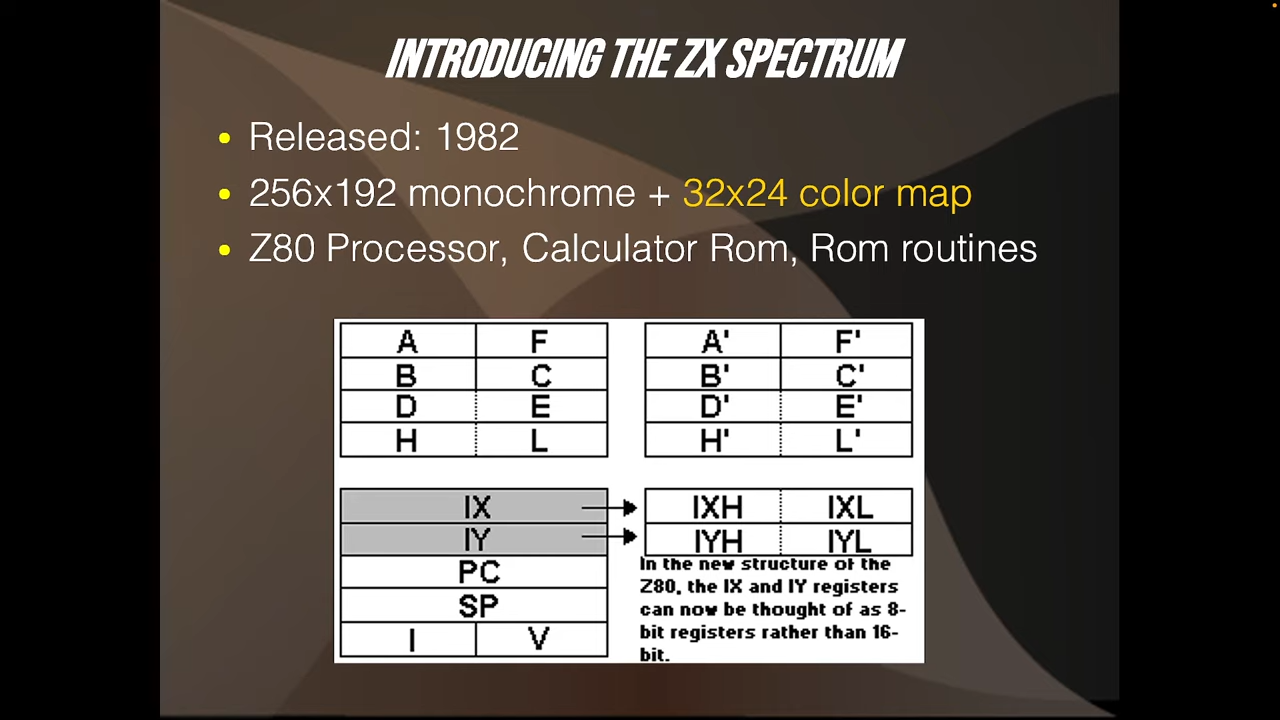 INTRODUCING THE ZX SPECTRUM
• Released: 1982
• 256x192 monochrome + 32x24 color map
• Z80 Processor, Calculator Rom, Rom routines
A F A' F'
B C B' C'
D E D' E'
H L H' L'
IX IXH IXL
IY IYH IYL
PC
SP
I V
In the new structure of the
Z80, the IX and IY registers
can now be thought of as 8-
bit registers rather than 16-
bit.